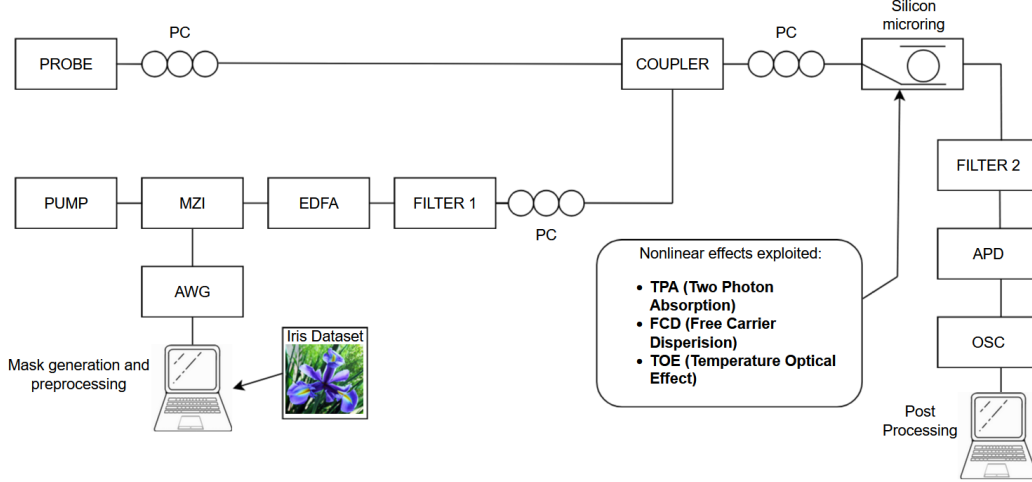 Silicon
microring
PC
PC
PROBE
COUPLER
FILTER 2
PUMP
MZI
EDFA
FILTER 1
PC
Nonlinear effects exploited:
• TPA (Two Photon
Absorption)
• FCD (Free Carrier
Disperision)
• TOE (Temperature Optical
Effect)
APD
AWG
OSC
Iris Dataset
Mask generation and
preprocessing
Post
Processing